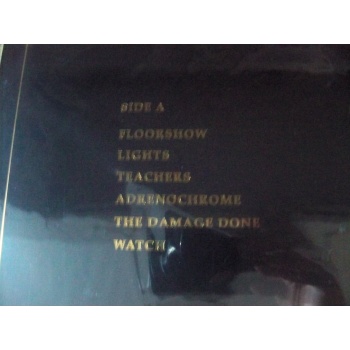 SIDE A
FLOORSHOW
LIGHTS
TEACHERS
ADRENOCHROME
THE DAMAGE DONE
WATCH